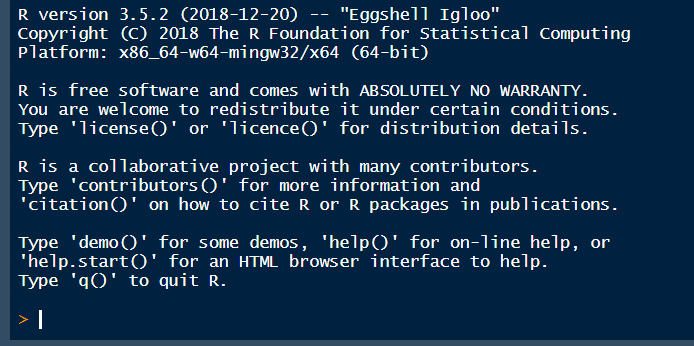 R version 3.5.2 (2018-12-20) -- "Eggshell Igloo"
Copyright (C) 2018 The R Foundation for Statistical Computing
Platform: x86_64-w64-mingw32/x64 (64-bit)
R is free software and comes with ABSOLUTELY NO WARRANTY.
You are welcome to redistribute it under certain conditions.
Type 'license()' or 'licence()' for distribution details.
R is a collaborative project with many contributors.
Type 'contributors()' for more information and
'citation()' on how to cite R or R packages in publications.
Type 'demo()' for some demos, 'help()' for on-line help, or
'help.start()' for an HTML browser interface to help.
Type 'q()' to quit R.
>